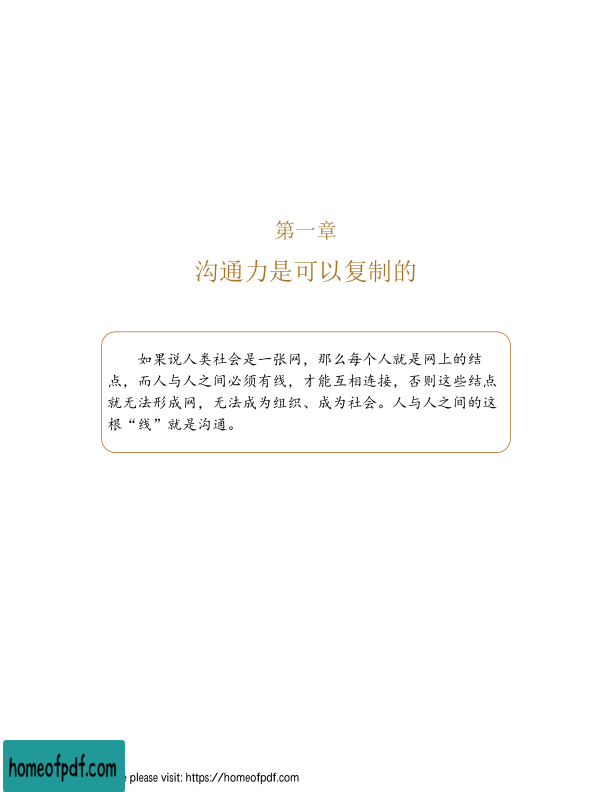 第一章
沟通力是可以复制的
如果说人类社会是一张网，那么每个人就是网上的结
点，而人与人之间必须有线，才能互相连接，否则这些结点
就无法形成网，无法成为组织、成为社会。人与人之间的这
根“线”就是沟通。
homeofpdf.com
e please visit: https://homeofpdf.com